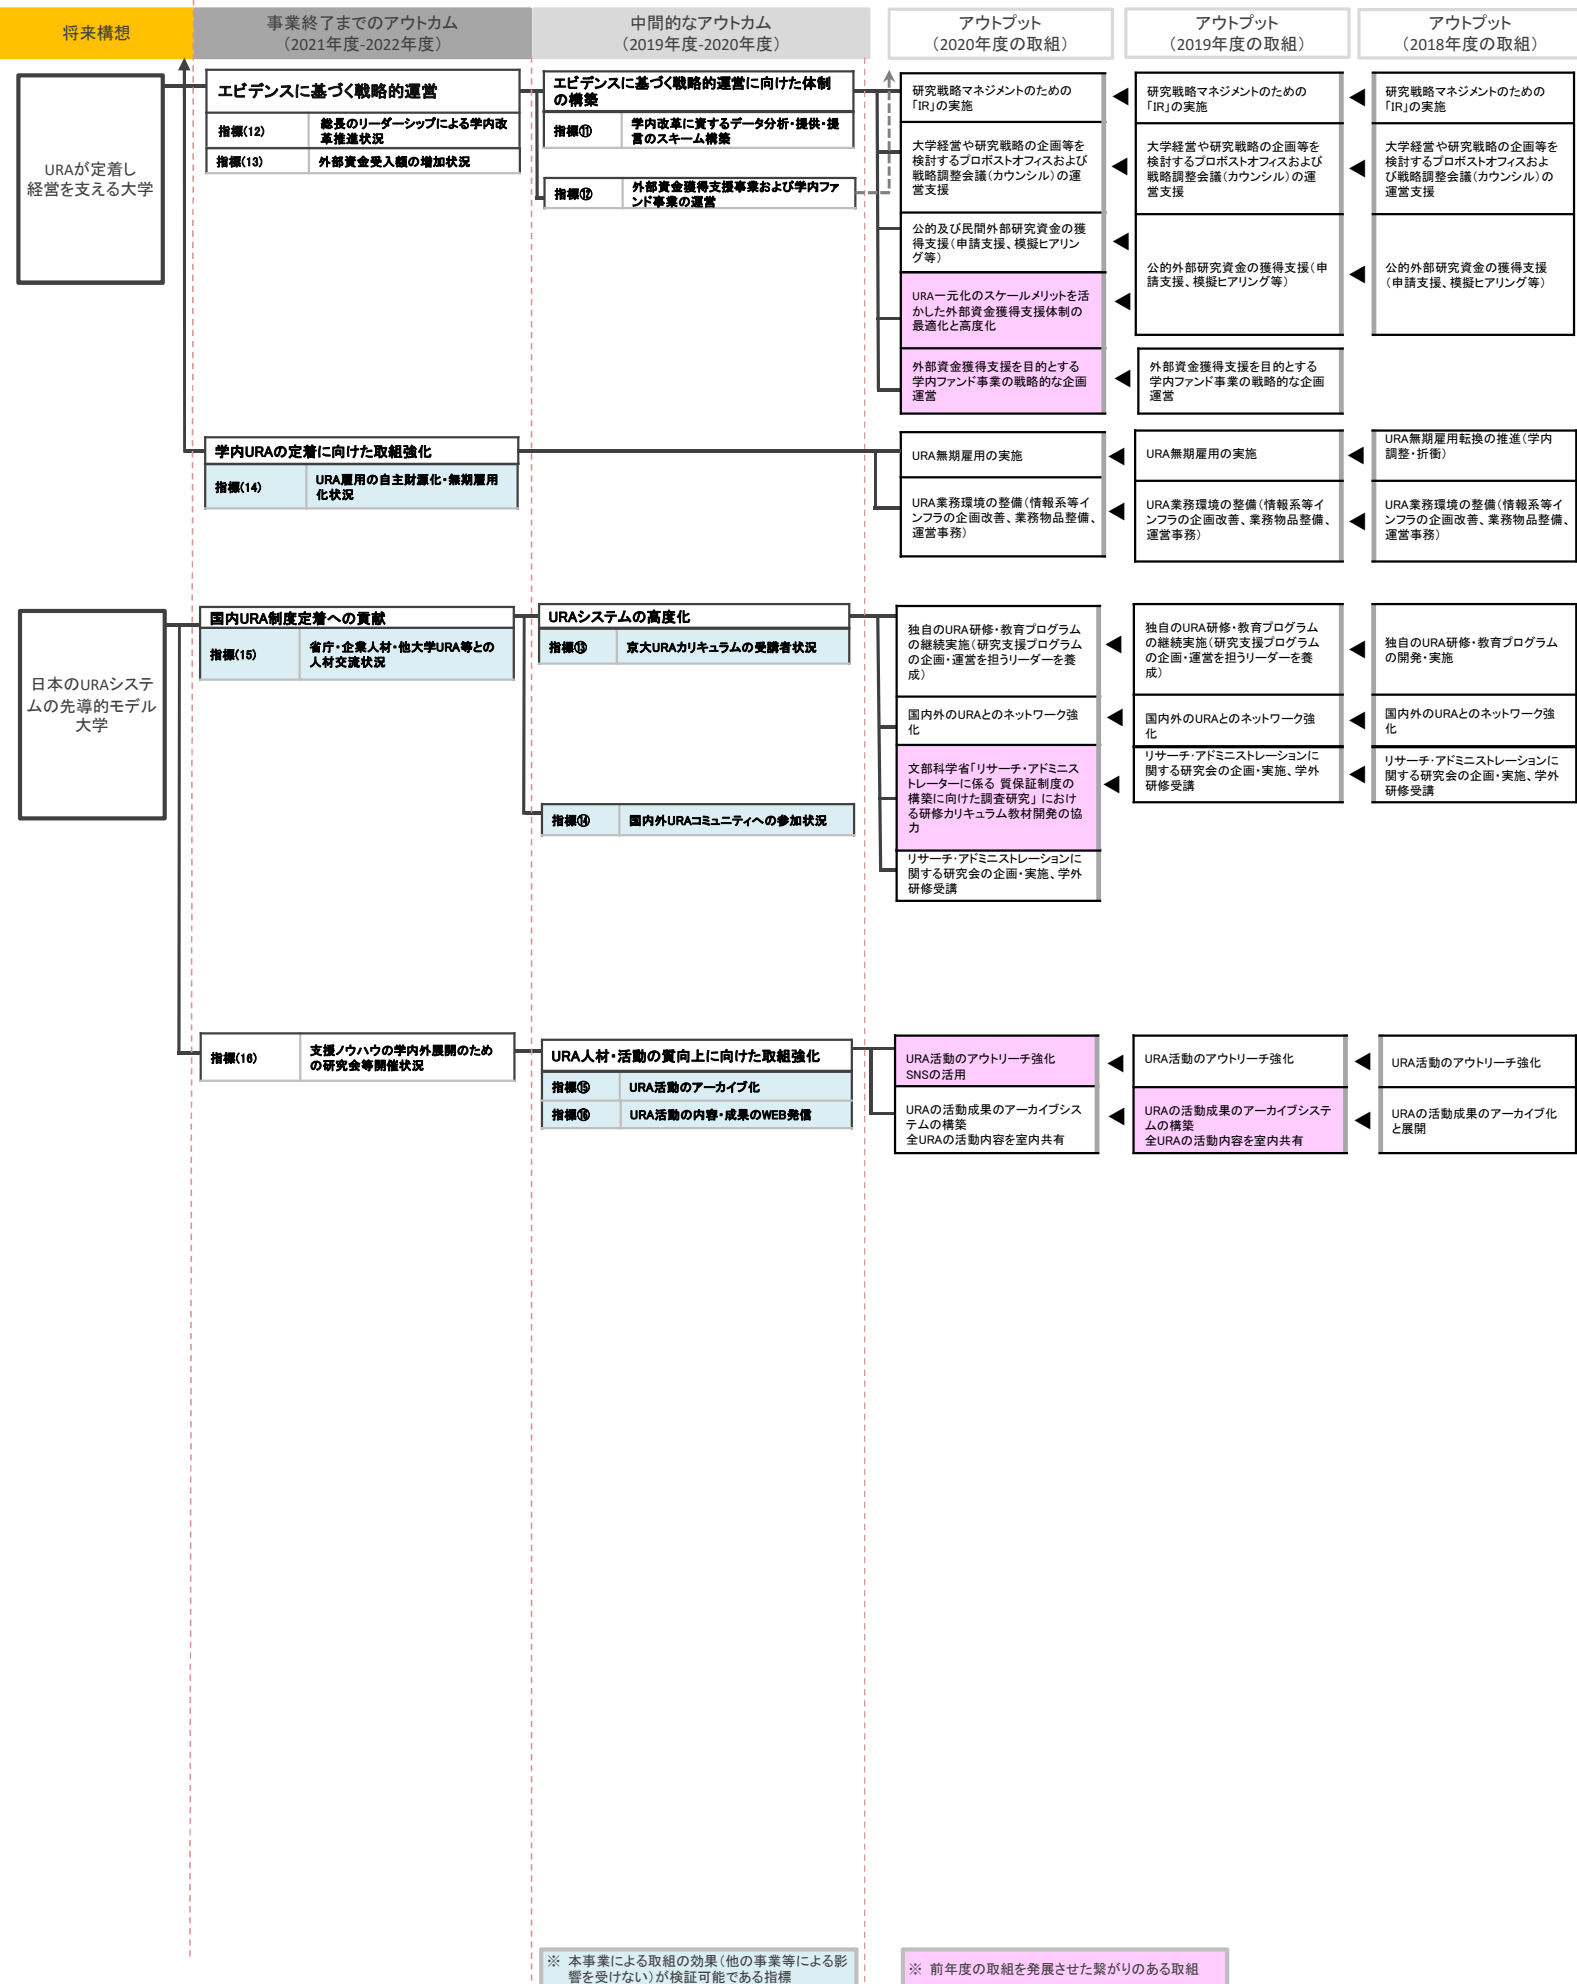 将来構想
事業終了までのアウトカム
（2021年度-2022年度）
中間的なアウトカム
（2019年度-2020年度）
アウトプット
（2020年度の取組）
アウトプット
（2019年度の取組）
アウトプット
（2018年度の取組）
URAが定着し
経営を支える大学
エビデンスに基づく戦略的運営
指標(12)
総長のリーダーシップによる学内改
革推進状況
指標(13)
外部資金受入額の増加状況
エビデンスに基づく戦略的運営に向けた体制
の構築
指標⑪
学内改革に資するデータ分析・提供・提
言のスキーム構築
指標⑫
外部資金獲得支援事業および学内ファ
ンド事業の運営
研究戦略マネジメントのための
「IR」の実施
大学経営や研究戦略の企画等を
検討するプロボストオフィスおよび
戦略調整会議（カウンシル）の運
営支援
公的及び民間外部研究資金の獲
得支援（申請支援、模擬ヒアリン
グ等）
URA一元化のスケールメリットを活
かした外部資金獲得支援体制の
最適化と高度化
外部資金獲得支援を目的とする
学内ファンド事業の戦略的な企画
運営
研究戦略マネジメントのための
「IR」の実施
大学経営や研究戦略の企画等を
検討するプロボストオフィスおよび
戦略調整会議（カウンシル）の運
営支援
公的外部研究資金の獲得支援（申
請支援、模擬ヒアリング等）
外部資金獲得支援を目的とする
学内ファンド事業の戦略的な企画
運営
研究戦略マネジメントのための
「IR」の実施
大学経営や研究戦略の企画等を
検討するプロボストオフィスおよ
び戦略調整会議（カウンシル）の
運営支援
公的外部研究資金の獲得支援
（申請支援、模擬ヒアリング等）
学内URAの定着に向けた取組強化
指標(14)
URA雇用の自主財源化・無期雇用
化状況
URA無期雇用の実施
URA業務環境の整備（情報系等イ
ンフラの企画改善、業務物品整備、
運営事務）
URA無期雇用の実施
URA業務環境の整備（情報系等イ
ンフラの企画改善、業務物品整備、
運営事務）
URA無期雇用転換の推進（学内
調整・折衝）
URA業務環境の整備（情報系等イ
ンフラの企画改善、業務物品整備、
運営事務）
日本のURAシステ
ムの先導的モデル
大学
国内URA制度定着への貢献
指標(15)
省庁・企業人材・他大学URA等との
人材交流状況
URAシステムの高度化
指標⑬
京大URAカリキュラムの受講者状況
指標⑭
国内外URAコミュニティへの参加状況
独自のURA研修・教育プログラム
の継続実施（研究支援プログラム
の企画・運営を担うリーダーを養
成）
国内外のURAとのネットワーク強
化
文部科学省「リサーチ・アドミニス
トレーターに係る 質保証制度の
構築に向けた調査研究」 におけ
る研修カリキュラム教材開発の協
力
リサーチ・アドミニストレーションに
関する研究会の企画・実施、学外
研修受講
独自のURA研修・教育プログラム
の継続実施（研究支援プログラム
の企画・運営を担うリーダーを養
成）
国内外のURAとのネットワーク強
化
リサーチ・アドミニストレーションに
関する研究会の企画・実施、学外
研修受講
独自のURA研修・教育プログラム
の開発・実施
国内外のURAとのネットワーク強
化
リサーチ・アドミニストレーションに
関する研究会の企画・実施、学外
研修受講
指標(16)
支援ノウハウの学内外展開のため
の研究会等開催状況
URA人材・活動の質向上に向けた取組強化
指標⑮
URA活動のアーカイブ化
指標⑯
URA活動の内容・成果のWEB発信
URA活動のアウトリーチ強化
SNSの活用
URAの活動成果のアーカイブシス
テムの構築
全URAの活動内容を室内共有
URA活動のアウトリーチ強化
URAの活動成果のアーカイブシステ
ムの構築
全URAの活動内容を室内共有
URA活動のアウトリーチ強化
URAの活動成果のアーカイブ化
と展開
※ 本事業による取組の効果（他の事業等による影
響を受けない）が検証可能である指標
※ 前年度の取組を発展させた繋がりのある取組